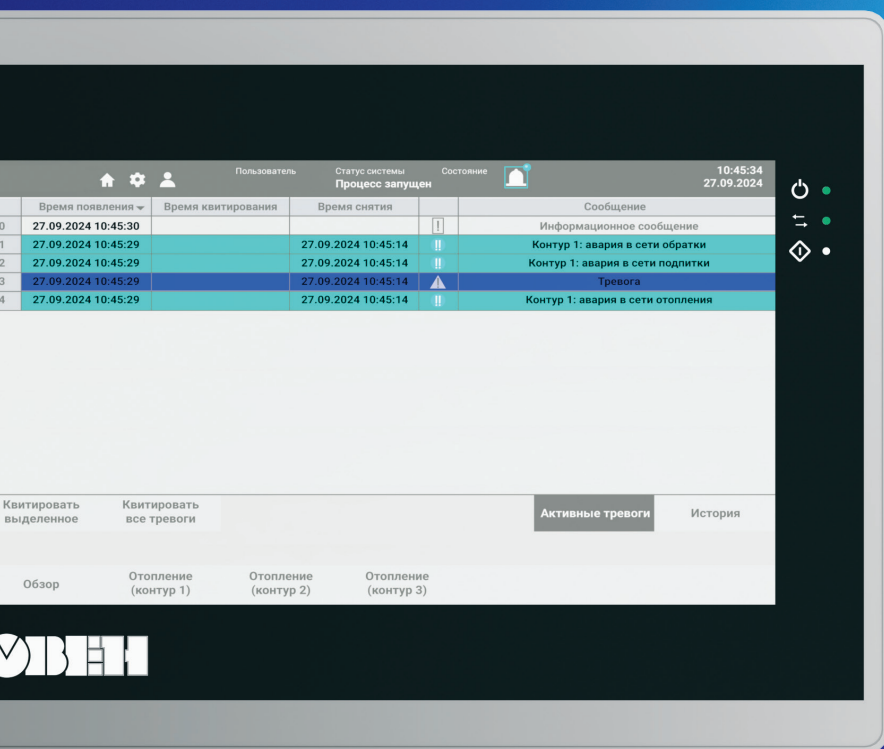 Пользователь Статус системы Состояние 10:45:34
Процесс запущен 27.09.2024
Время появления Время квитирования Время снятия Сообщение
0 27.09.2024 10:45:30 Информационное сообщение
1 27.09.2024 10:45:29 27.09.2024 10:45:14 Контур 1: авария в сети обратки
2 27.09.2024 10:45:29 27.09.2024 10:45:14 Контур 1: авария в сети подпитки
3 27.09.2024 10:45:29 27.09.2024 10:45:14 Тревога
4 27.09.2024 10:45:29 27.09.2024 10:45:14 Контур 1: авария в сети отопления
Квитировать
выделенное
Квитировать
все тревоги
Активные тревоги
История
Обзор
Отопление
(контур 1)
Отопление
(контур 2)
Отопление
(контур 3)
ОВЕН